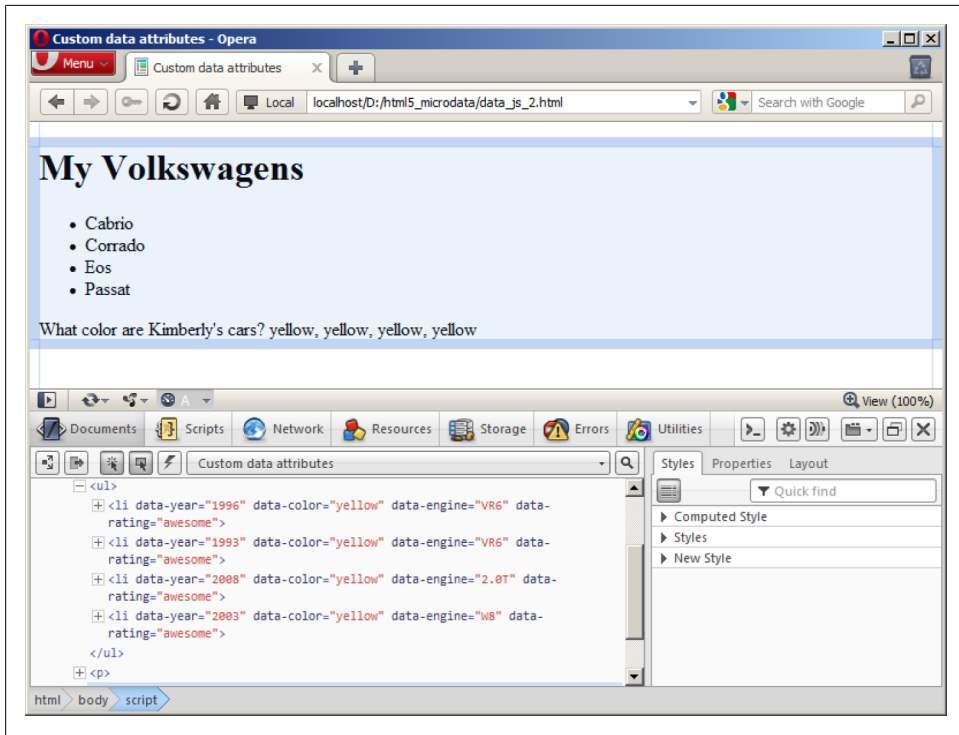 Custom data attributes - Opera
Menu
Custom data attributes
Local localhost/D:/html5_microdata/data_js_2.html Search with Google
My Volkswagens
• Cabrio
• Corrado
• Eos
• Passat
What color are Kimberly's cars? yellow, yellow, yellow, yellow
A
View (100%)
Documents Scripts Network Resources Storage Errors Utilities
Custom data attributes
Styles Properties Layout
Quick find
Computed Style
Styles
New Style
<ul>
<li data-year="1996" data-color="yellow" data-engine="VR6" data-
rating="awesome">
<li data-year="1993" data-color="yellow" data-engine="VR6" data-
rating="awesome">
<li data-year="2008" data-color="yellow" data-engine="2.0T" data-
rating="awesome">
<li data-year="2003" data-color="yellow" data-engine="W8" data-
rating="awesome">
</ul>
<p>
html body script